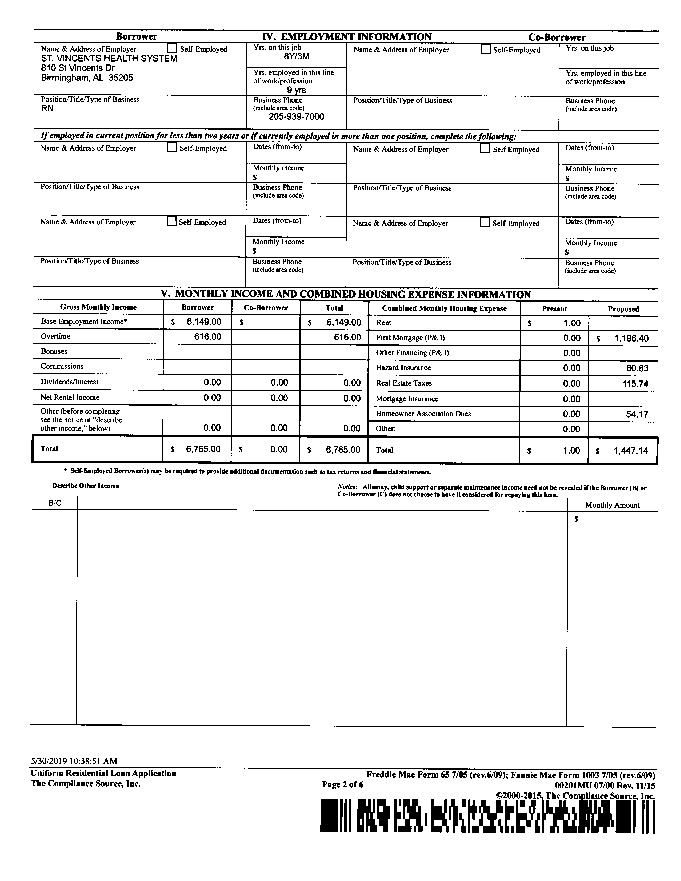 Borrower IV. EMPLOYMENT INFORMATION Co-Borrower
Name & Address of Employer Self-Employed Yrs. on this job Name & Address of Employer Self-Employed Yrs. on this job
ST. VINCENTS HEALTH SYSTEM 8Y/3M
810 St Vincents Dr
Birmingham, AL 35205
Yrs. employed in this line of work/profession Yrs. employed in this line of work/profession
9 yrs
Position/Title/Type of Business Business Phone (include area code) Position/Title/Type of Business Business Phone (include area code)
RN 205-939-7000
If employed in current position for less than two years or if currently employed in more than one position, complete the following:
Name & Address of Employer Self-Employed Dates (from-to) Name & Address of Employer Self-Employed Dates (from-to)
Monthly Income Monthly Income
$ $
Position/Title/Type of Business Business Phone Position/Title/Type of Business Business Phone
(include area code) (include area code)
Name & Address of Employer Self Employed Dates (from-to) Name & Address of Employer Self Employed Dates (from-to)
Monthly Income Monthly Income
$ $
Position/Title/Type of Business Business Phone Position/Title/Type of Business Business Phone
(include area code) (include area code)
V. MONTHLY INCOME AND COMBINED HOUSING EXPENSE INFORMATION
Gross Monthly Income Borrower Co-Borrower Total Combined Monthly Housing Expense Present Proposed
Base Employment Income* $ 6,149.00 $ $ 6,149.00 Rent $ 1.00
Overtime 616.00 616.00 First Mortgage (P&I) 0.00 $ 1,196.40
Bonuses Other Financing (P&I) 0.00
Commissions Hazard Insurance 0.00 80.83
Dividends/Interest 0.00 0.00 0.00 Real Estate Taxes 0.00 115.74
Net Rental Income 0.00 0.00 0.00 Mortgage Insurance 0.00
Other (before completing, see the notice in "describe other income," below) 0.00 0.00 0.00 Homeowner Association Dues 0.00 54.17
Other: 0.00
Total $ 6,765.00 $ 0.00 $ 6,765.00 Total $ 1.00 $ 1,447.14
* Self-Employed Borrower(s) may be required to provide additional documentation such as tax returns and financial statements.
Describe Other Income Notice: Alimony, child support or separate maintenance income need not be revealed if the Borrower (B) or
Co-Borrower (C) does not choose to have it considered for repaying this loan.
B/C Monthly Amount
$
5/30/2019 10:38:51 AM
Uniform Residential Loan Application Freddie Mac Form 65 7/05 (rev.6/09); Fannie Mae Form 1003 7/05 (rev.6/09)
The Compliance Source, Inc. Page 2 of 6 00201MU 07/00 Rev. 11/15
©2000-2015, The Compliance Source, Inc.